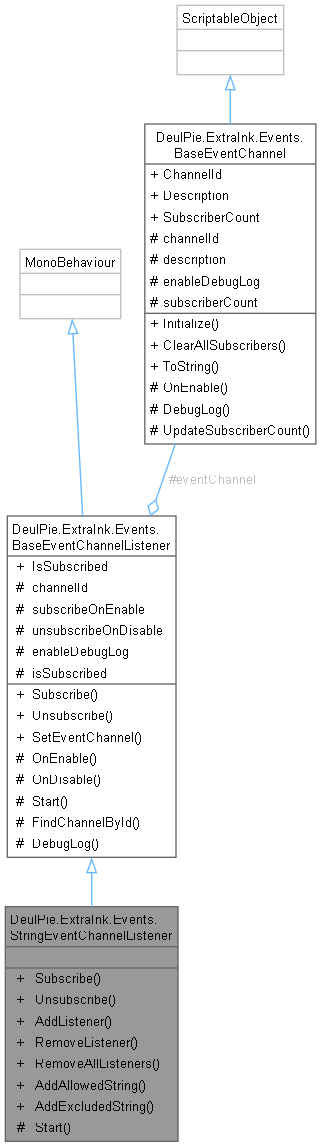 ScriptableObject
DeulPie.ExtraInk.Events.
BaseEventChannel
+ ChannelId
+ Description
+ SubscriberCount
# channelId
# description
# enableDebugLog
# subscriberCount
+ Initialize()
+ ClearAllSubscribers()
+ ToString()
# OnEnable()
# DebugLog()
# UpdateSubscriberCount()
MonoBehaviour
#eventChannel
DeulPie.ExtraInk.Events.
BaseEventChannelListener
+ IsSubscribed
# channelId
# subscribeOnEnable
# unsubscribeOnDisable
# enableDebugLog
# isSubscribed
+ Subscribe()
+ Unsubscribe()
+ SetEventChannel()
# OnEnable()
# OnDisable()
# Start()
# FindChannelById()
# DebugLog()
DeulPie.ExtraInk.Events.
StringEventChannelListener
+ Subscribe()
+ Unsubscribe()
+ AddListener()
+ RemoveListener()
+ RemoveAllListeners()
+ AddAllowedString()
+ AddExcludedString()
# Start()